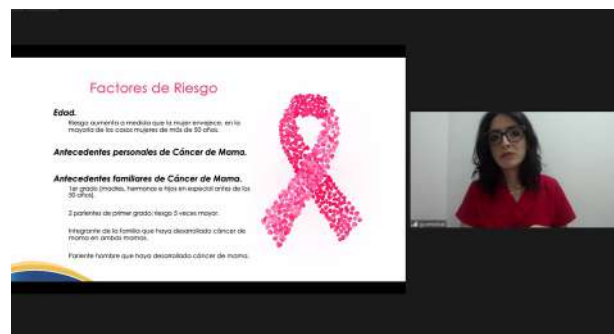 Factores de Riesgo
Edad.
Riesgo aumenta a medida que la mujer envejece, en la
mayoría de los casos mujeres de más de 50 años.
Antecedentes personales de Cáncer de Mama.
Antecedentes familiares de Cáncer de Mama.
1er grado (madres, hermanas e hijas en especial antes de los
50 años).
2 parientes de primer grado: riesgo 5 veces mayor.
Integrante de la familia que haya desarrollado cáncer de
mama en ambas mamas.
Pariente hombre que haya desarrollado cáncer de mama.